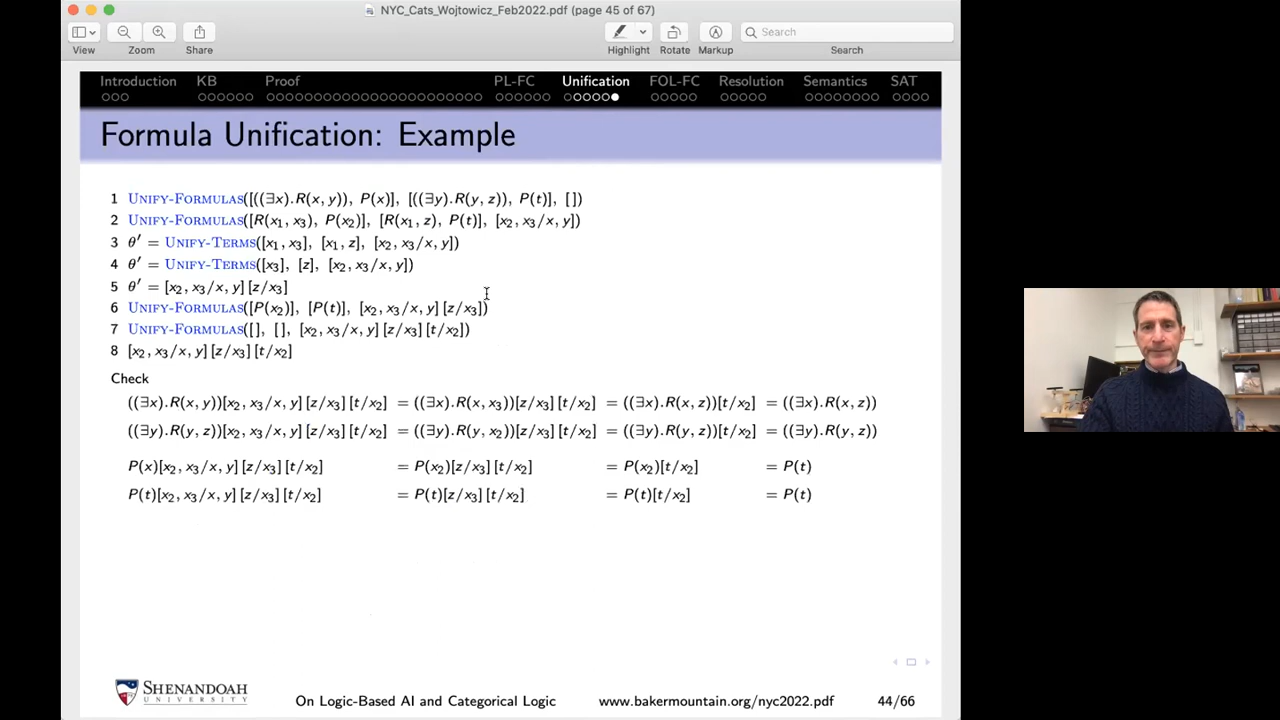 NYC_Cats_Wojtowicz_Feb2022.pdf (page 45 of 67)
View Zoom Share Highlight Rotate Markup Search
Search
Introduction KB Proof PL-FC Unification FOL-FC Resolution Semantics SAT
Formula Unification: Example
1 UNIFY-FORMULAS([((∃x).R(x, y)), P(x)], [((∃y).R(y, z)), P(t)], [ ])
2 UNIFY-FORMULAS([R(x₁, x₃), P(x₂)], [R(x₁, z), P(t)], [x₂, x₃/x, y])
3 θ′ = UNIFY-TERMS([x₁, x₃], [x₁, z], [x₂, x₃/x, y])
4 θ′ = UNIFY-TERMS([x₃], [z], [x₂, x₃/x, y])
5 θ′ = [x₂, x₃/x, y][z/x₃]
6 UNIFY-FORMULAS([P(x₂)], [P(t)], [x₂, x₃/x, y][z/x₃])
7 UNIFY-FORMULAS([ ], [ ], [x₂, x₃/x, y][z/x₃][t/x₂])
8 [x₂, x₃/x, y][z/x₃][t/x₂]
Check
((∃x).R(x, y))[x₂, x₃/x, y][z/x₃][t/x₂] = ((∃x).R(x, x₃))[z/x₃][t/x₂] = ((∃x).R(x, z))[t/x₂] = ((∃x).R(x, z))
((∃y).R(y, z))[x₂, x₃/x, y][z/x₃][t/x₂] = ((∃y).R(y, x₂))[z/x₃][t/x₂] = ((∃y).R(y, z))[t/x₂] = ((∃y).R(y, z))
P(x)[x₂, x₃/x, y][z/x₃][t/x₂] = P(x₂)[z/x₃][t/x₂] = P(x₂)[t/x₂] = P(t)
P(t)[x₂, x₃/x, y][z/x₃][t/x₂] = P(t)[z/x₃][t/x₂] = P(t)[t/x₂] = P(t)
SHENANDOAH
UNIVERSITY
On Logic-Based AI and Categorical Logic www.bakermountain.org/nyc2022.pdf 44/66